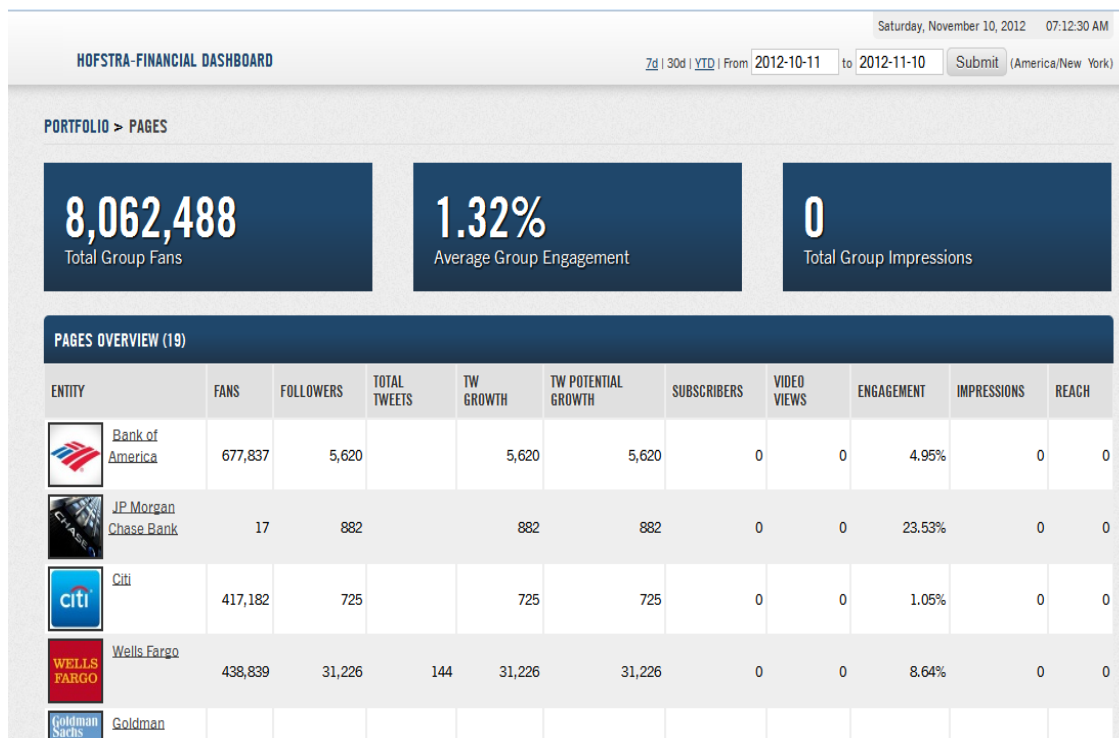 Saturday, November 10, 2012 07:12:30 AM
HOFSTRA-FINANCIAL DASHBOARD
7d | 30d | YTD | From 2012-10-11 to 2012-11-10 Submit (America/New York)
PORTFOLIO > PAGES
8,062,488 1.32% 0
Total Group Fans Average Group Engagement Total Group Impressions
PAGES OVERVIEW (19)
ENTITY FANS FOLLOWERS TOTAL TWEETS TW GROWTH TW POTENTIAL GROWTH SUBSCRIBERS VIDEO VIEWS ENGAGEMENT IMPRESSIONS REACH
Bank of
America 677,837 5,620 5,620 5,620 0 0 4.95% 0 0
CHASE
JP Morgan
Chase Bank 17 882 882 882 0 0 23.53% 0 0
citi
Citi
417,182 725 725 725 0 0 1.05% 0 0
WELLS
FARGO
Wells Fargo
438,839 31,226 144 31,226 31,226 0 0 8.64% 0 0
Goldman
Sachs
Goldman